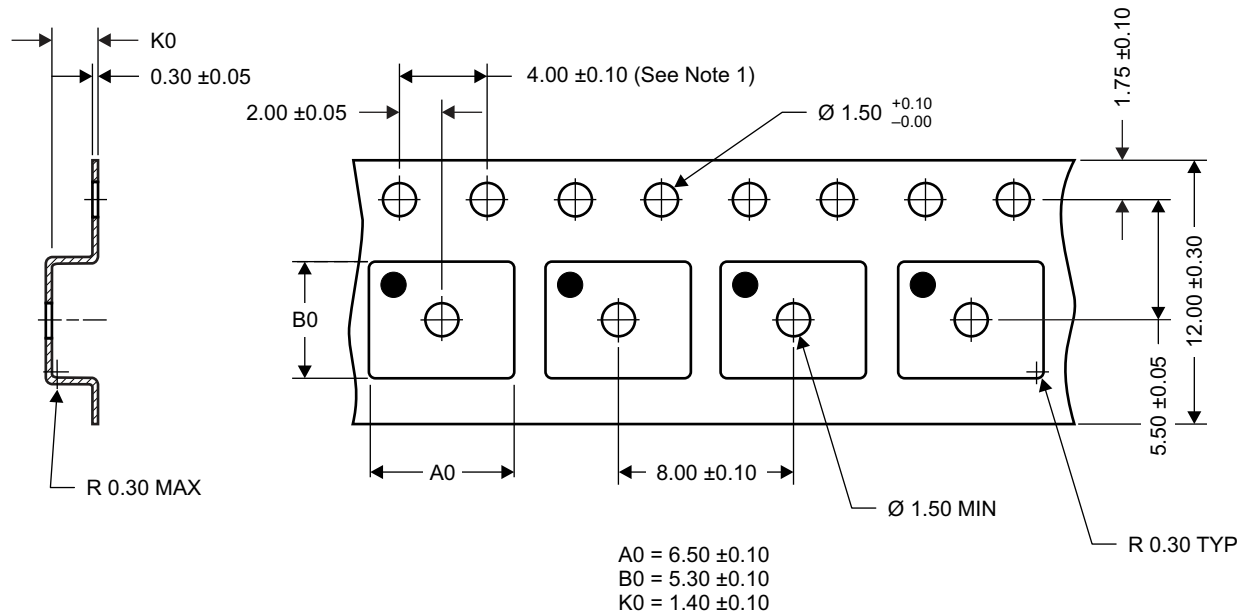 K0
0.30 ±0.05
4.00 ±0.10 (See Note 1)
2.00 ±0.05
Ø 1.50 +0.10 –0.00
1.75 ±0.10
B0
12.00 ±0.30
5.50 ±0.05
R 0.30 MAX
A0
8.00 ±0.10
Ø 1.50 MIN
R 0.30 TYP
A0 = 6.50 ±0.10
B0 = 5.30 ±0.10
K0 = 1.40 ±0.10